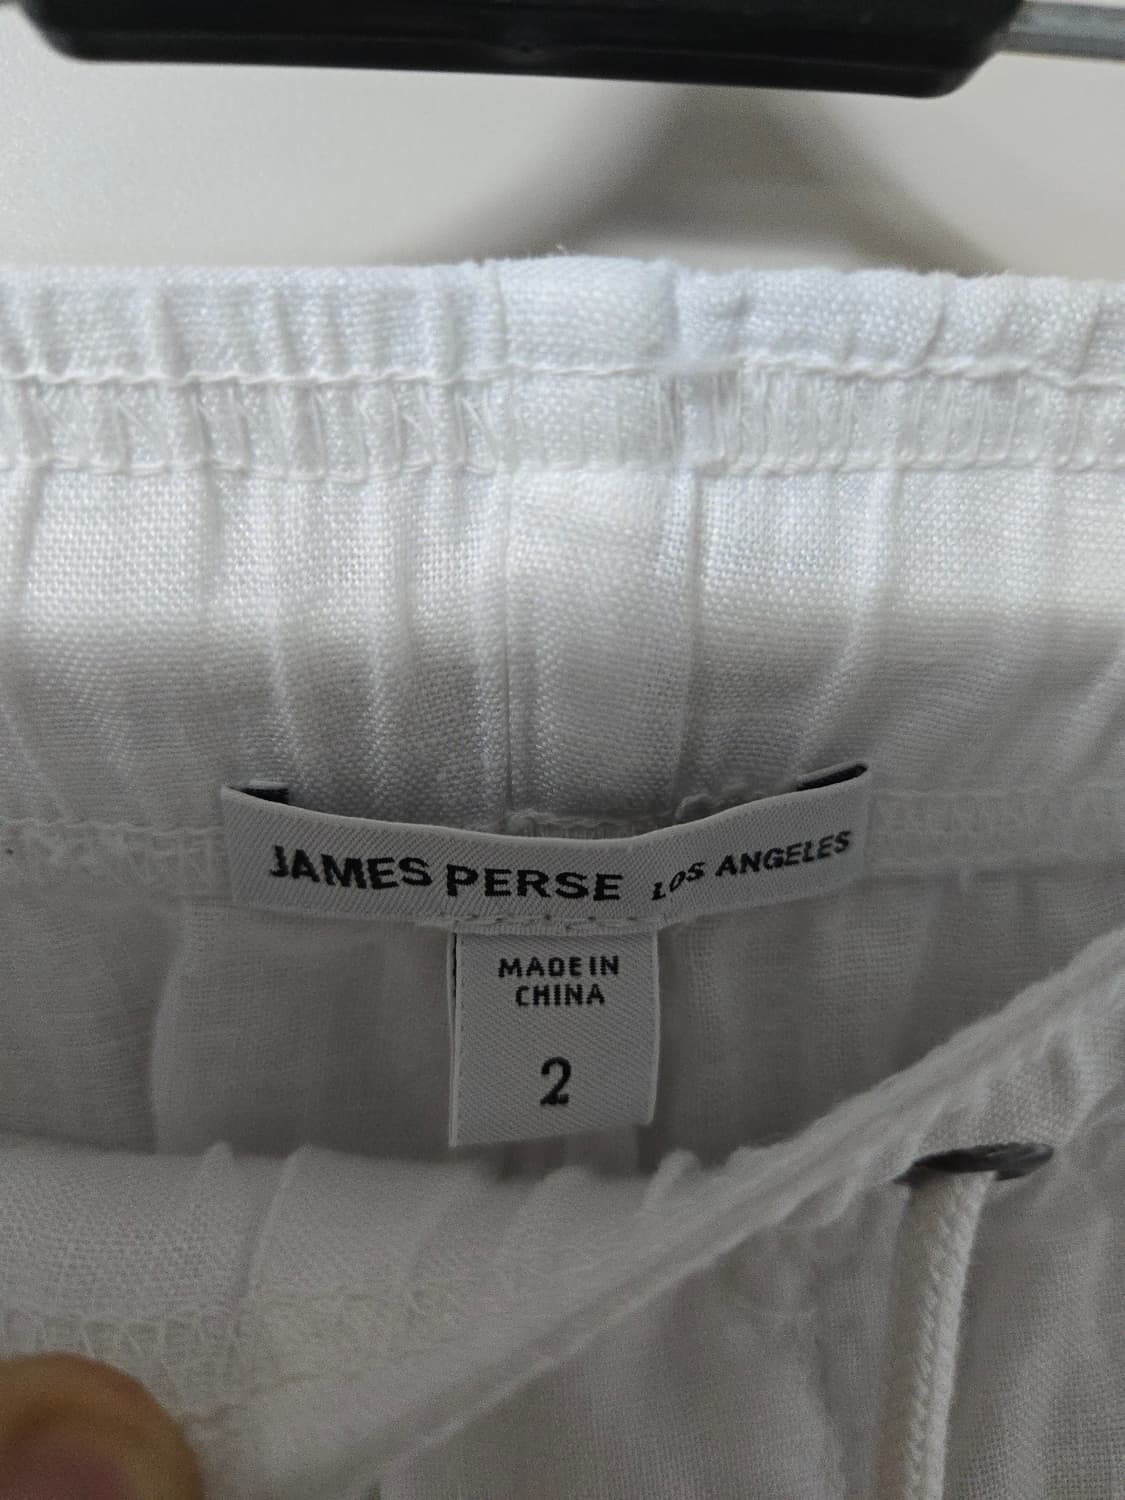 JAMES PERSE LOS ANGELES
MADE IN
CHINA
2